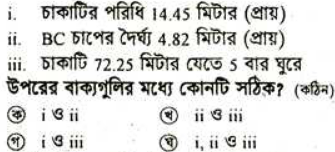 i. চাকাটির পরিধি 14.45 মিটার (প্রায়)
ii. BC চাপের দৈর্ঘ্য 4.82 মিটার (প্রায়)
iii. চাকাটি 72.25 মিটার যেতে 5 বার ঘুরে
উপরের বাক্যগুলির মধ্যে কোনটি সঠিক? (কঠিন)
ক i ও ii খ ii ও iii
গ i ও iii ঘ i, ii ও iii